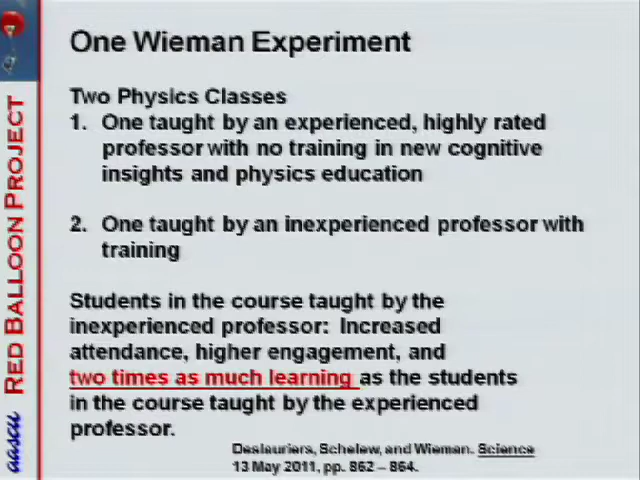 One Wieman Experiment
Two Physics Classes
1. One taught by an experienced, highly rated
professor with no training in new cognitive
insights and physics education
2. One taught by an inexperienced professor with
training
Students in the course taught by the
inexperienced professor: Increased
attendance, higher engagement, and
two times as much learning as the students
in the course taught by the experienced
professor.
Deslauriers, Schelew, and Wieman. Science
13 May 2011, pp. 862 – 864.
aascu RED BALLOON PROJECT